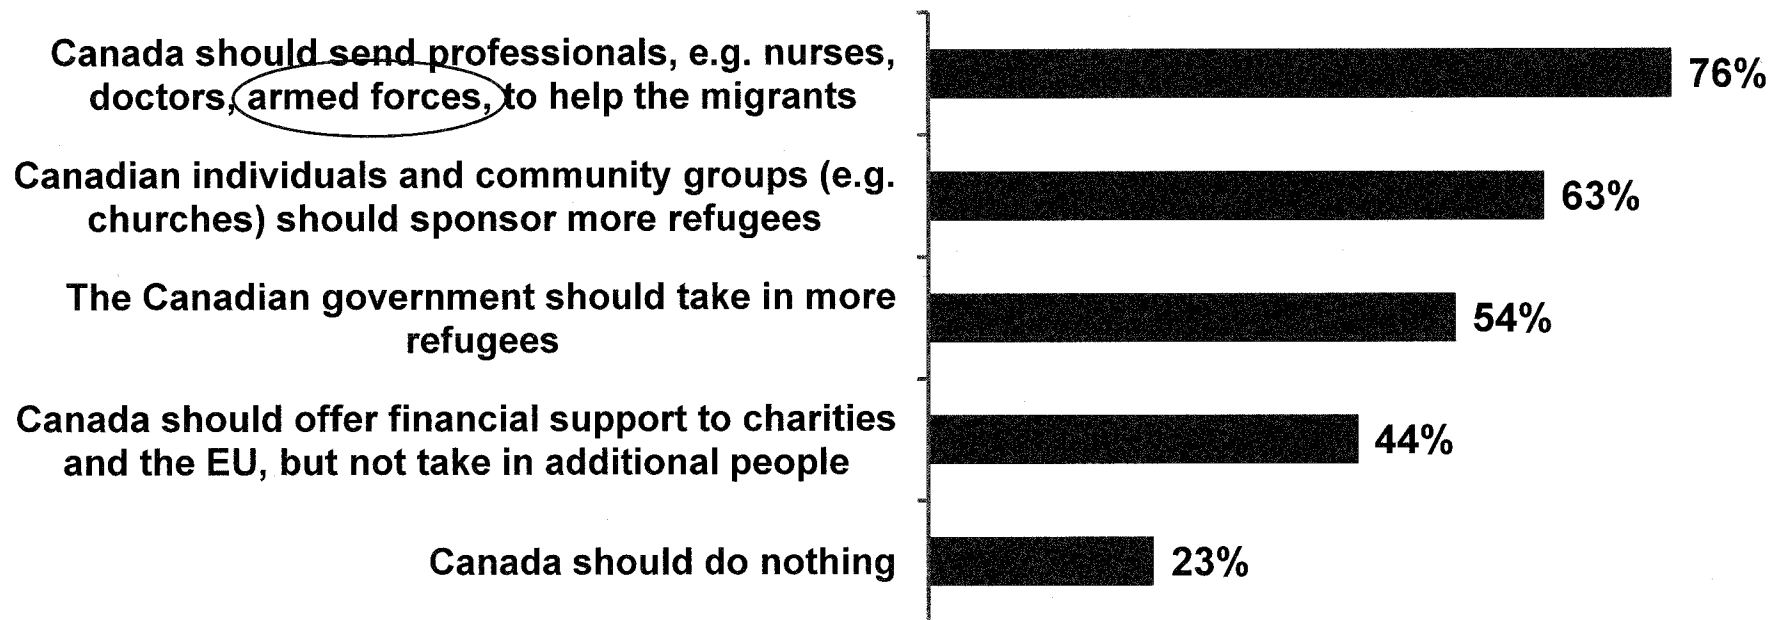 Canada should send professionals, e.g. nurses,
doctors, armed forces, to help the migrants
76%
Canadian individuals and community groups (e.g.
churches) should sponsor more refugees
63%
The Canadian government should take in more
refugees
54%
Canada should offer financial support to charities
and the EU, but not take in additional people
44%
Canada should do nothing
23%